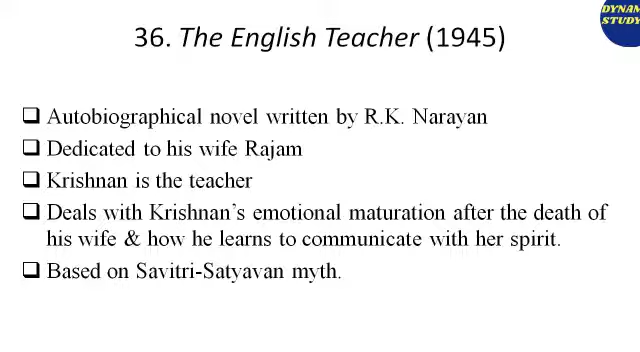 DYNAM
STUDY
36. The English Teacher (1945)
Autobiographical novel written by R.K. Narayan
Dedicated to his wife Rajam
Krishnan is the teacher
Deals with Krishnan's emotional maturation after the death of
his wife & how he learns to communicate with her spirit.
Based on Savitri-Satyavan myth.